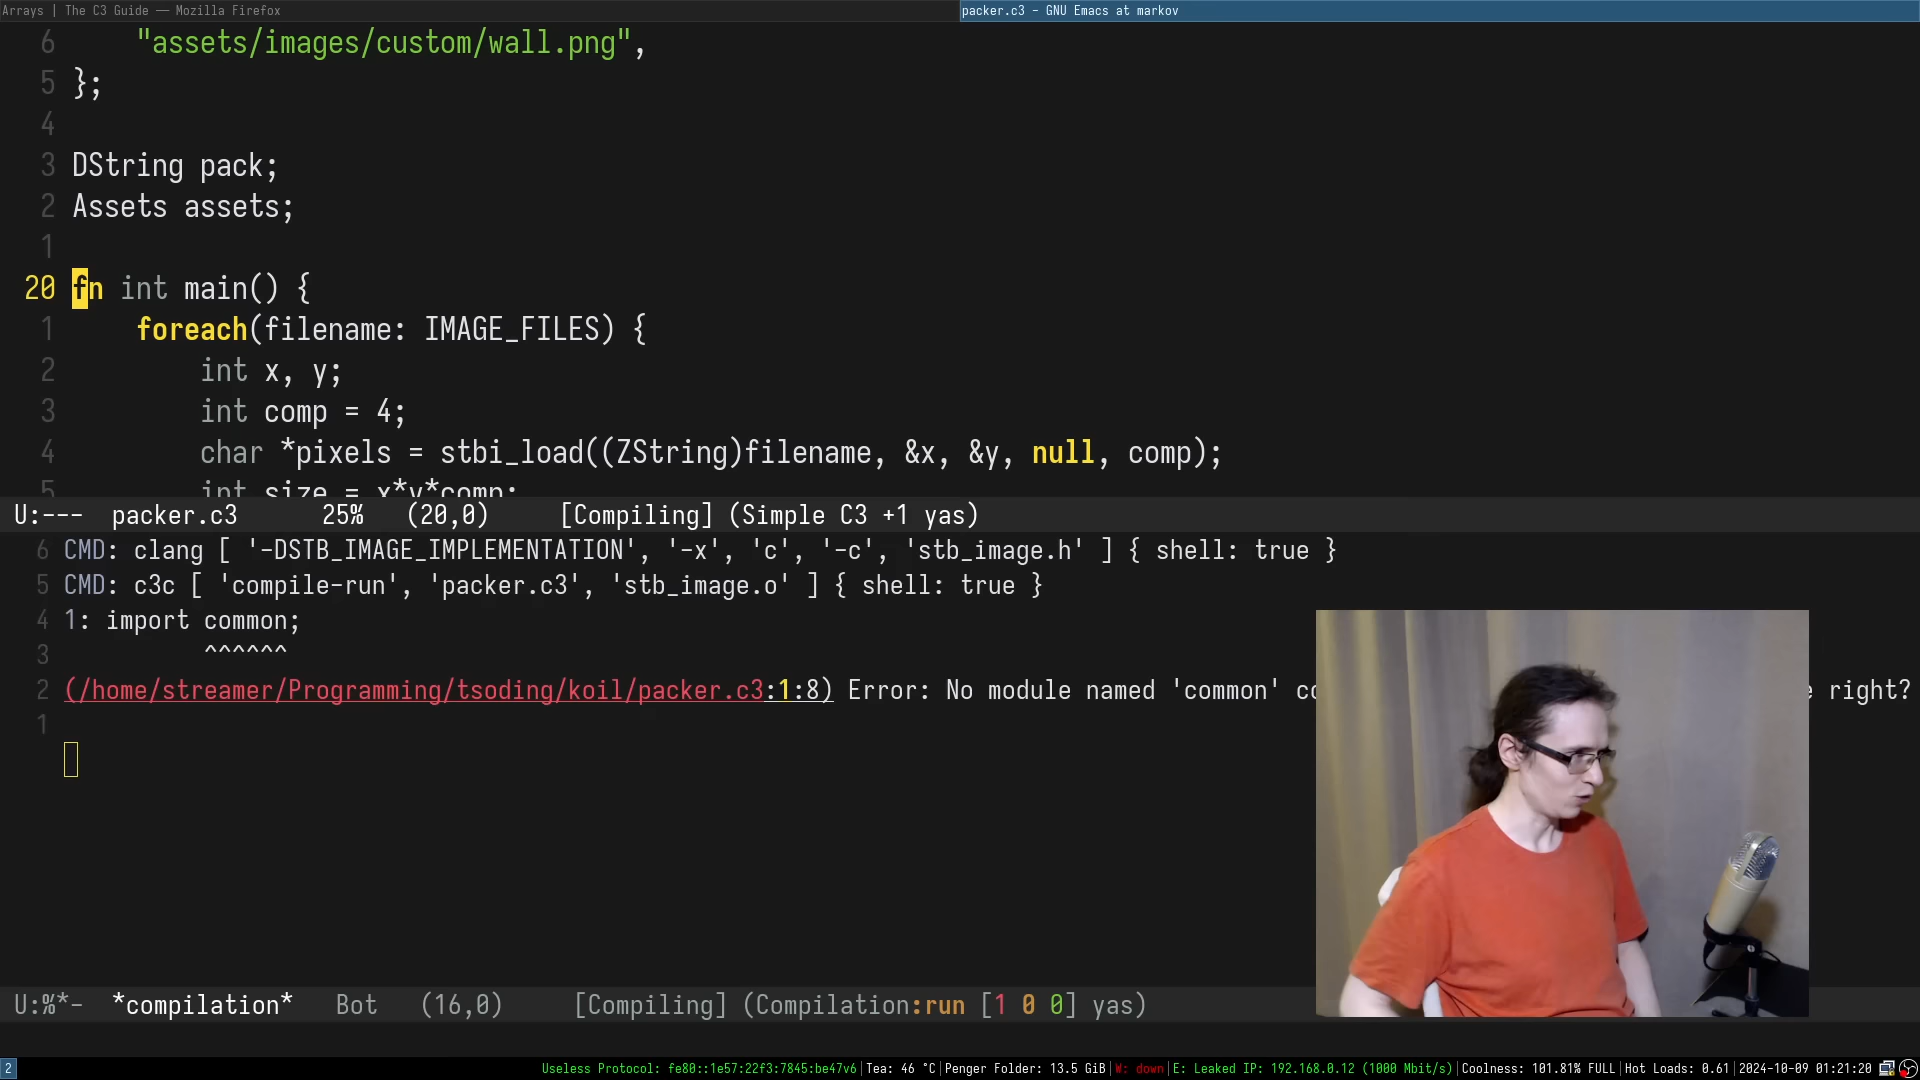 Arrays | The C3 Guide — Mozilla Firefox
packer.c3 - GNU Emacs at markov
6 "assets/images/custom/wall.png",
5 };
4
3 DString pack;
2 Assets assets;
1
20 fn int main() {
1 foreach(filename: IMAGE_FILES) {
2 int x, y;
3 int comp = 4;
4 char *pixels = stbi_load((ZString)filename, &x, &y, null, comp);
5 int size = x*y*comp;
U:--- packer.c3 25% (20,0) [Compiling] (Simple C3 +1 yas)
6 CMD: clang [ '-DSTB_IMAGE_IMPLEMENTATION', '-x', 'c', '-c', 'stb_image.h' ] { shell: true }
5 CMD: c3c [ 'compile-run', 'packer.c3', 'stb_image.o' ] { shell: true }
4 1: import common;
3 ^^^^^^
2 (/home/streamer/Programming/tsoding/koil/packer.c3:1:8) Error: No module named 'common' right?
1
U:%*- *compilation* Bot (16,0) [Compiling] (Compilation:run [1 0 0] yas)
2
Useless Protocol: fe80::1e57:22f3:7845:be47v6|Tea: 46 °C|Penger Folder: 13.5 GiB|W: down|E: Leaked IP: 192.168.0.12 (1000 Mbit/s)|Coolness: 101.81% FULL|Hot Loads: 0.61|2024-10-09 01:21:20